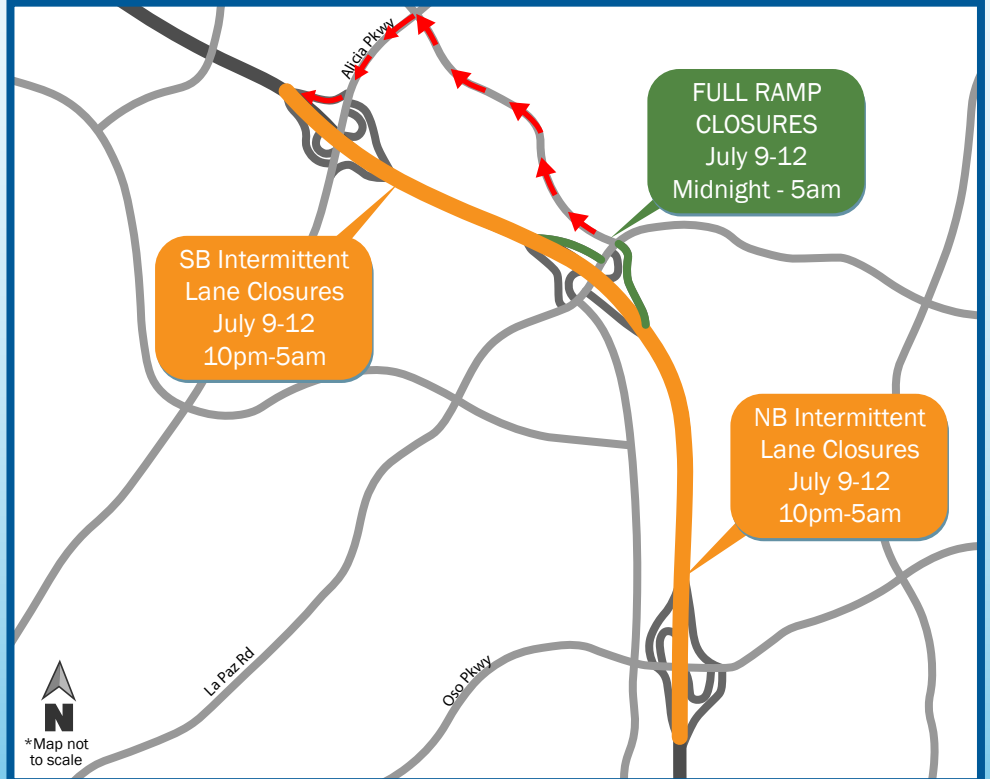 Alicia Pkwy
FULL RAMP
CLOSURES
July 9-12
Midnight - 5am
SB Intermittent
Lane Closures
July 9-12
10pm-5am
NB Intermittent
Lane Closures
July 9-12
10pm-5am
La Paz Rd
Oso Pkwy
N
*Map not
to scale